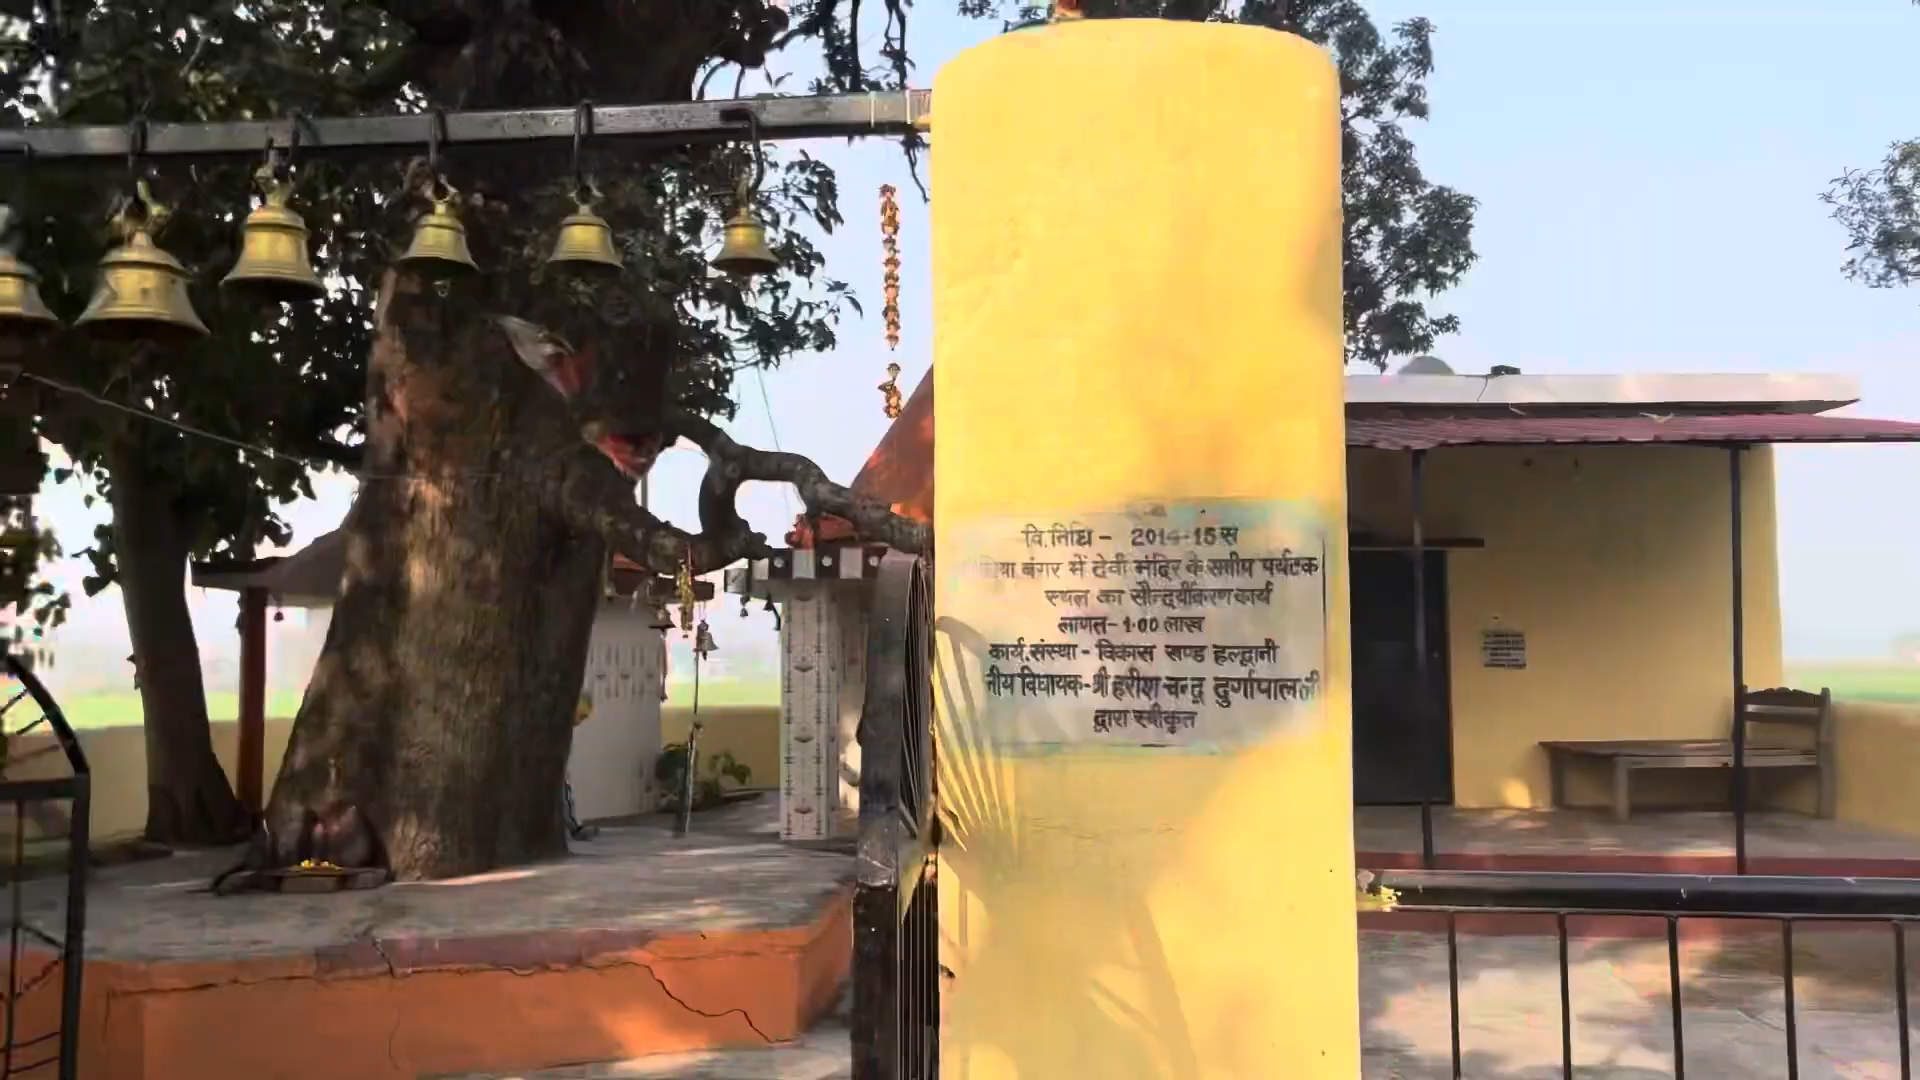 वि.निधि - 2014-15 स
बंगर में देवी मंदिर के समीप पर्यटक
स्थल का सौन्दर्यीकरण कार्य
लागत - 1.00 लाख
कार्य.संस्था - विकास खण्ड हल्द्वानी
विधायक-श्री हरीश चन्द्र दुर्गापाल जी
द्वारा स्वीकृत